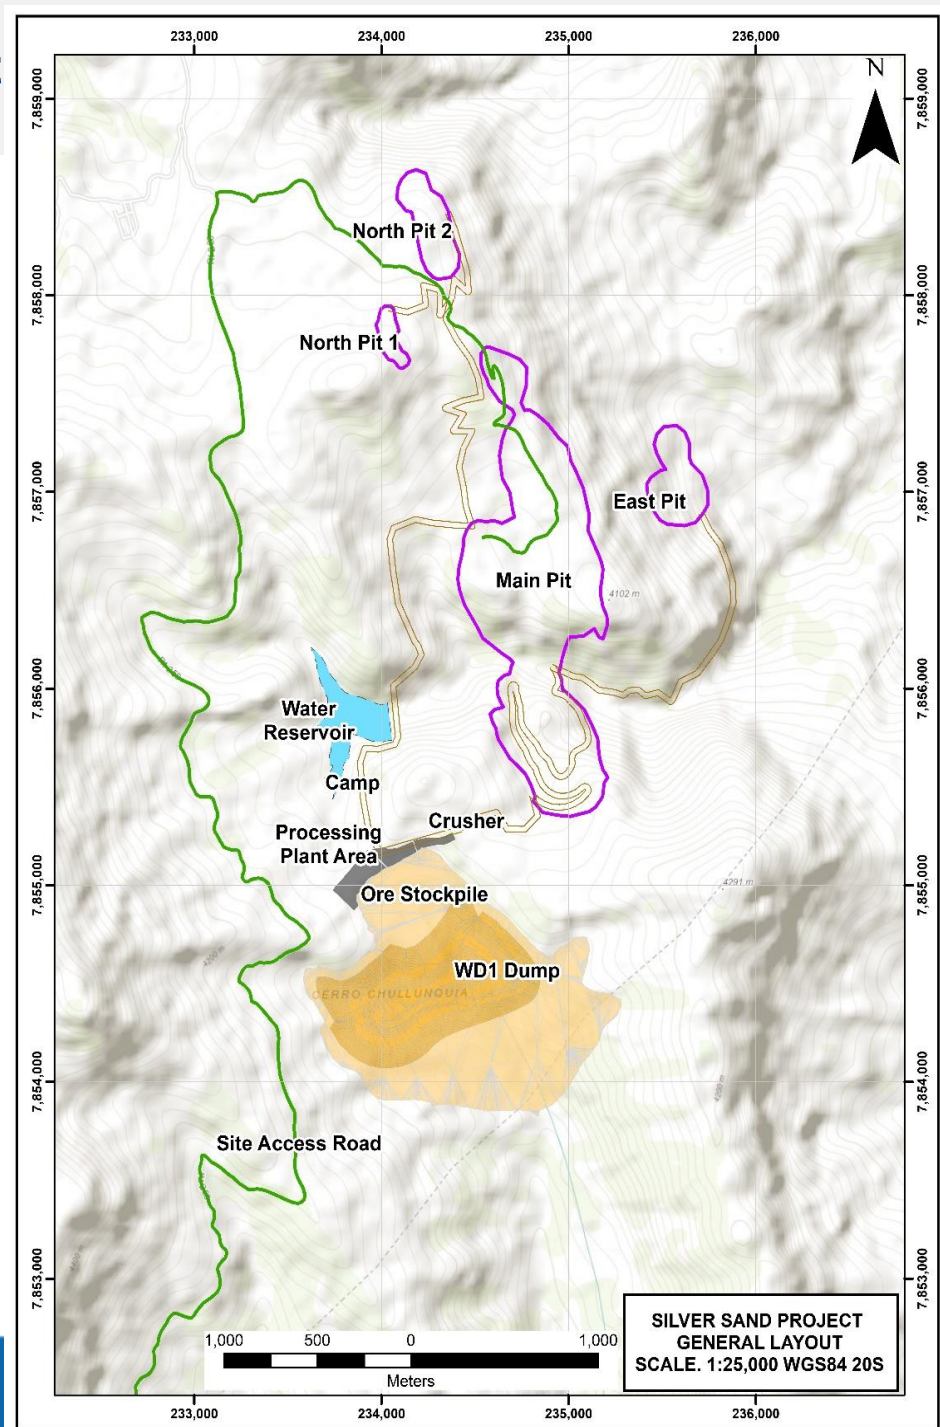 233,000 234,000 235,000 236,000
N
7,859,000 7,859,000
North Pit 2
7,858,000 7,858,000
North Pit 1
7,857,000 7,857,000
East Pit
Main Pit
4102 m
7,856,000 7,856,000
Water
Reservoir
Camp
Crusher
Processing
Plant Area
7,855,000 7,855,000
4291 m
Ore Stockpile
4200 m
WD1 Dump
CERRO CHULLUNQUIA
7,854,000 7,854,000
4200 m
Site Access Road
7,853,000 7,853,000
SILVER SAND PROJECT
GENERAL LAYOUT
SCALE. 1:25,000 WGS84 20S
1,000 500 0 1,000
Meters
233,000 234,000 235,000 236,000